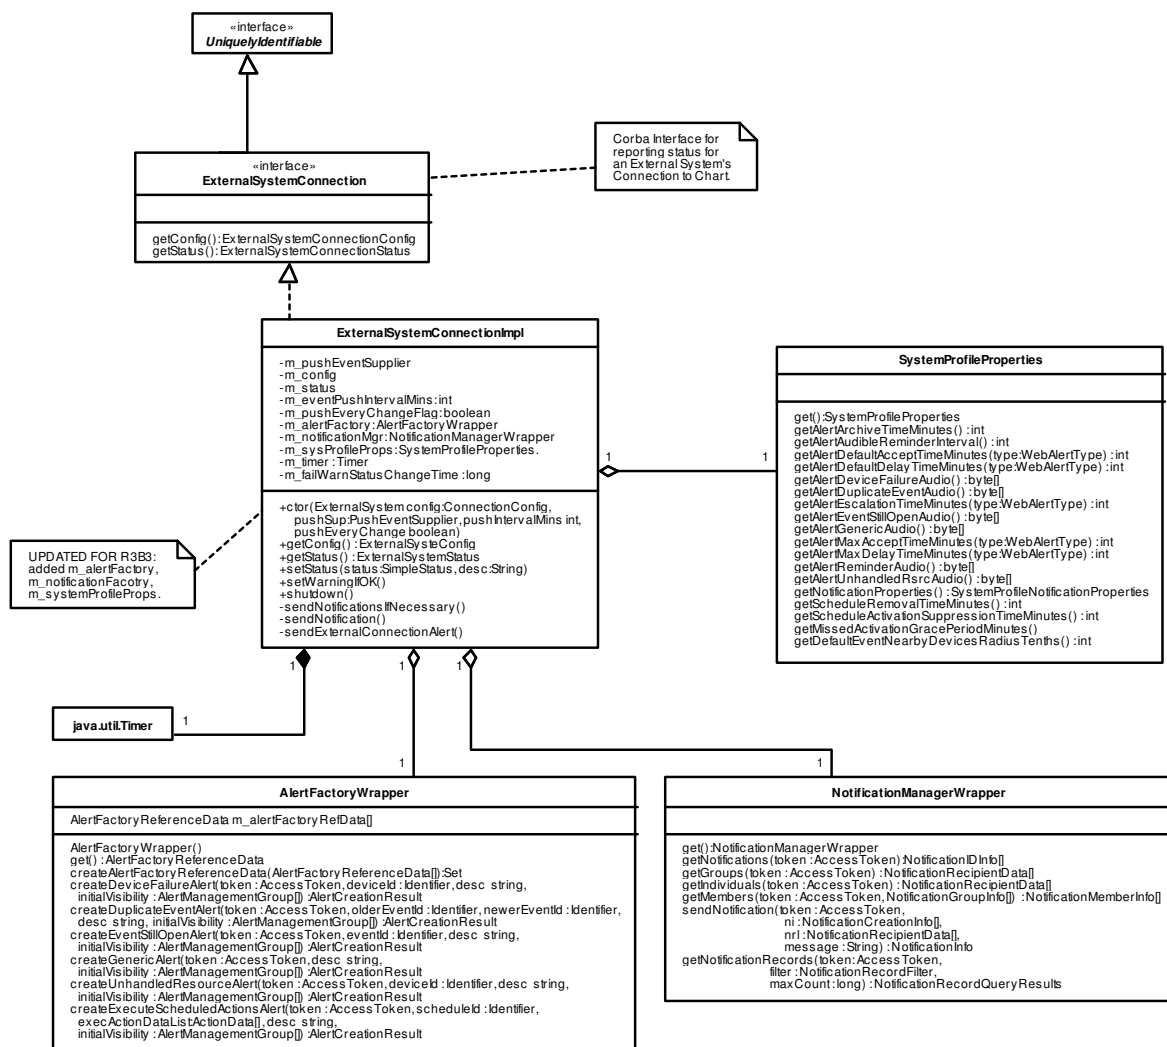 «interface»
UniquelyIdentifiable
Corba Interface for
reporting status for
an External System's
Connection to Chart.
«interface»
ExternalSystemConnection
getConfig():ExternalSystemConnectionConfig
getStatus():ExternalSystemConnectionStatus
ExternalSystemConnectionImpl
-m_pushEventSupplier
-m_config
-m_status
-m_eventPushIntervalMins:int
-m_pushEveryChangeFlag:boolean
-m_alertFactory:AlertFactoryWrapper
-m_notificationMgr:NotificationManagerWrapper
-m_sysProfileProps:SystemProfileProperties.
-m_timer:Timer
-m_failWarnStatusChangeTime:long
+ctor(ExternalSystem config:ConnectionConfig,
pushSup:PushEventSupplier,pushIntervalMins int,
pushEveryChange boolean)
+getConfig():ExternalSysteConfig
+getStatus():ExternalSystemStatus
+setStatus(status:SimpleStatus,desc:String)
+setWarningIfOK()
+shutdown()
-sendNotificationsIfNecessary()
-sendNotification()
-sendExternalConnectionAlert()
SystemProfileProperties
get():SystemProfileProperties
getAlertArchiveTimeMinutes():int
getAlertAudibleReminderInterval():int
getAlertDefaultAcceptTimeMinutes(type:WebAlertType):int
getAlertDefaultDelayTimeMinutes(type:WebAlertType):int
getAlertDeviceFailureAudio():byte[]
getAlertDuplicateEventAudio():byte[]
getAlertEscalationTimeMinutes(type:WebAlertType):int
getAlertEventStillOpenAudio():byte[]
getAlertGenericAudio():byte[]
getAlertMaxAcceptTimeMinutes(type:WebAlertType):int
getAlertMaxDelayTimeMinutes(type:WebAlertType):int
getAlertReminderAudio():byte[]
getAlertUnhandledRsrcAudio():byte[]
getNotificationProperties():SystemProfileNotificationProperties
getScheduleRemovalTimeMinutes():int
getScheduleActivationSuppressionTimeMinutes():int
getMissedActivationGracePeriodMinutes()
getDefaultEventNearbyDevicesRadiusTenths():int
1
1
UPDATED FOR R3B3:
added m_alertFactory,
m_notificationFacotry,
m_systemProfileProps.
1
1
1
java.util.Timer
1
1
1
AlertFactoryWrapper
AlertFactoryReferenceData m_alertFactoryRefData[]
AlertFactoryWrapper()
get():AlertFactoryReferenceData
createAlertFactoryReferenceData(AlertFactoryReferenceData[]):Set
createDeviceFailureAlert(token:AccessToken,deviceId:Identifier,desc string,
initialVisibility:AlertManagementGroup[]):AlertCreationResult
createDuplicateEventAlert(token:AccessToken,olderEventId:Identifier,newerEventId:Identifier,
desc string, initialVisibility:AlertManagementGroup[]):AlertCreationResult
createEventStillOpenAlert(token:AccessToken,eventId:Identifier,desc string,
initialVisibility:AlertManagementGroup[]):AlertCreationResult
createGenericAlert(token:AccessToken,desc string,
initialVisibility:AlertManagementGroup[]):AlertCreationResult
createUnhandledResourceAlert(token:AccessToken,deviceId:Identifier,desc string,
initialVisibility:AlertManagementGroup[]):AlertCreationResult
createExecuteScheduledActionsAlert(token:AccessToken,scheduleId:Identifier,
execActionDataListActionData[],desc string,
initialVisibility:AlertManagementGroup[]):AlertCreationResult
NotificationManagerWrapper
get():NotificationManagerWrapper
getNotifications(token:AccessToken):NotificationIDInfo[]
getGroups(token:AccessToken):NotificationRecipientData[]
getIndividuals(token:AccessToken):NotificationRecipientData[]
getMembers(token:AccessToken,NotificationGroupInfo[]):NotificationMemberInfo[]
sendNotification(token:AccessToken,
ni:NotificationCreationInfo[],
nrl:NotificationRecipientData[],
message:String):NotificationInfo
getNotificationRecords(token:AccessToken,
filter:NotificationRecordFilter,
maxCount:long):NotificationRecordQueryResults